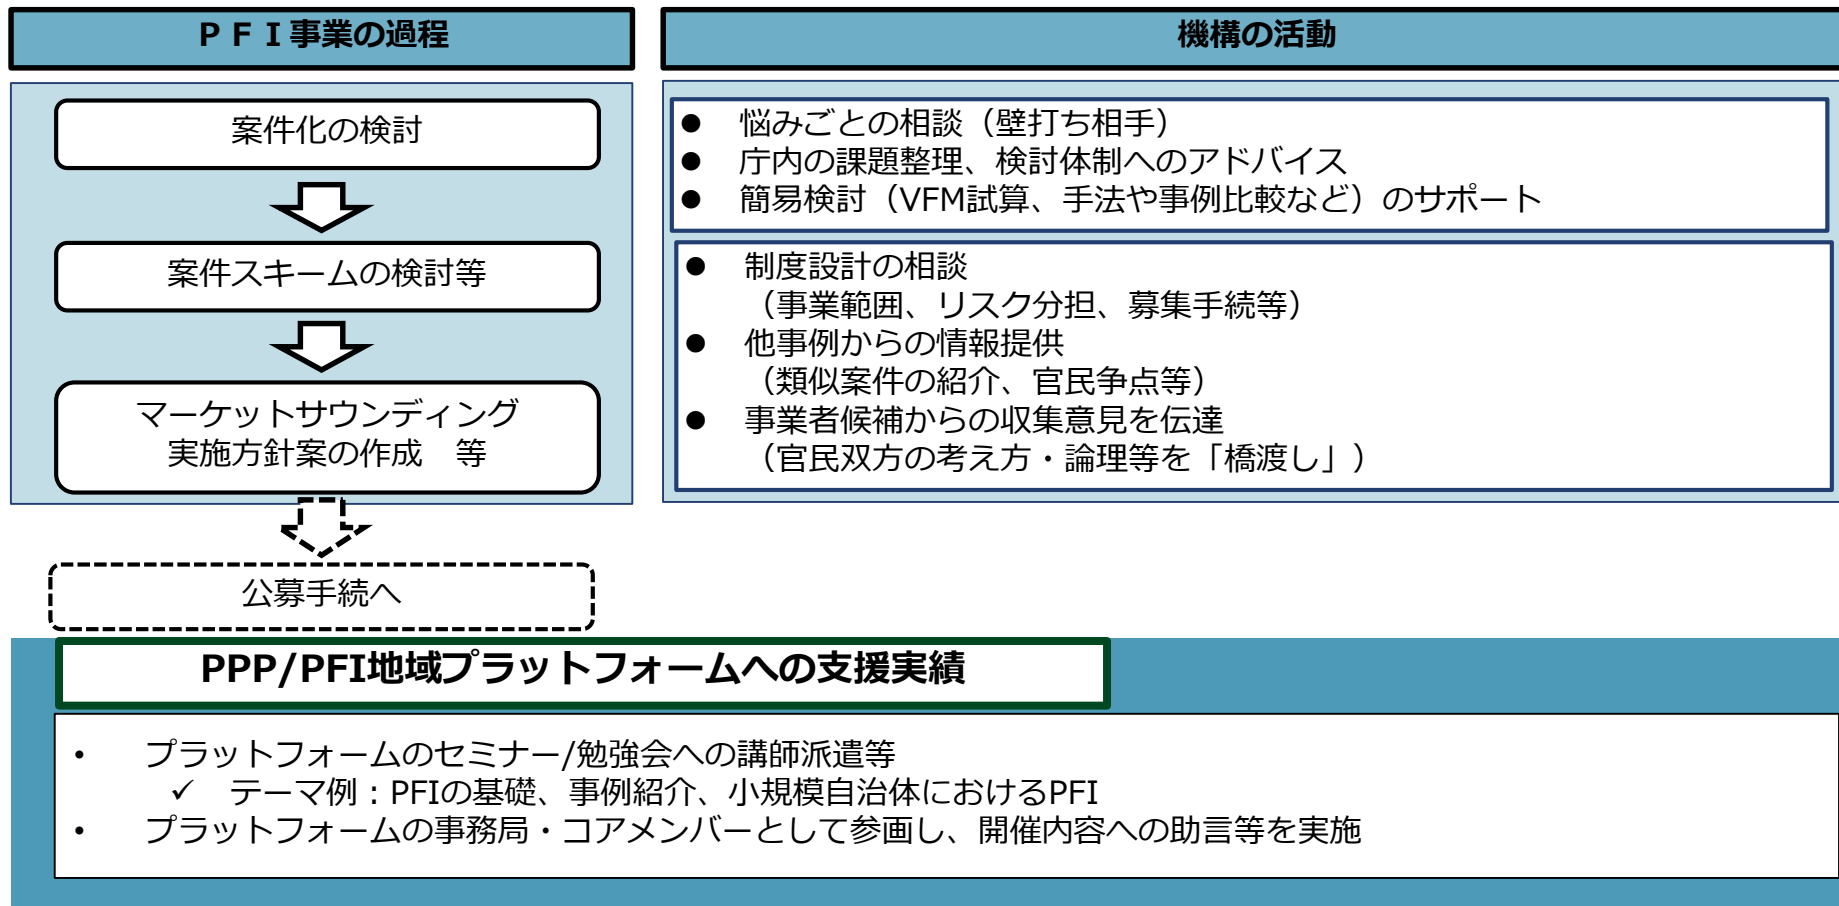 ＰＦＩ事業の過程
案件化の検討
案件スキームの検討等
マーケットサウンディング
実施方針案の作成　等
公募手続へ
機構の活動
● 悩みごとの相談（壁打ち相手）
● 庁内の課題整理、検討体制へのアドバイス
● 簡易検討（VFM試算、手法や事例比較など）のサポート
● 制度設計の相談
（事業範囲、リスク分担、募集手続等）
● 他事例からの情報提供
（類似案件の紹介、官民争点等）
● 事業者候補からの収集意見を伝達
（官民双方の考え方・論理等を「橋渡し」）
PPP/PFI地域プラットフォームへの支援実績
• プラットフォームのセミナー/勉強会への講師派遣等
✓ テーマ例：PFIの基礎、事例紹介、小規模自治体におけるPFI
• プラットフォームの事務局・コアメンバーとして参画し、開催内容への助言等を実施